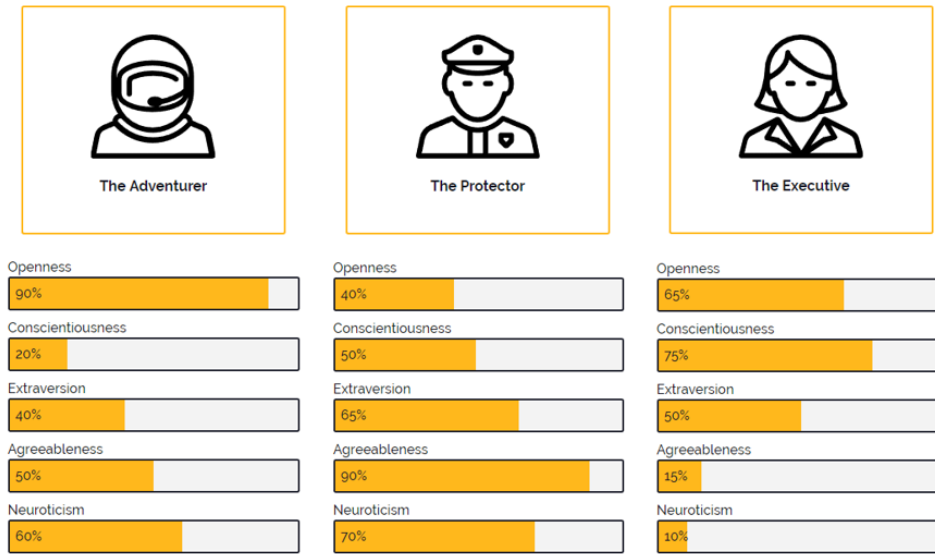 The Adventurer
The Protector
The Executive
Openness
90%
Conscientiousness
20%
Extraversion
40%
Agreeableness
50%
Neuroticism
60%
Openness
40%
Conscientiousness
50%
Extraversion
65%
Agreeableness
90%
Neuroticism
70%
Openness
65%
Conscientiousness
75%
Extraversion
50%
Agreeableness
15%
Neuroticism
10%